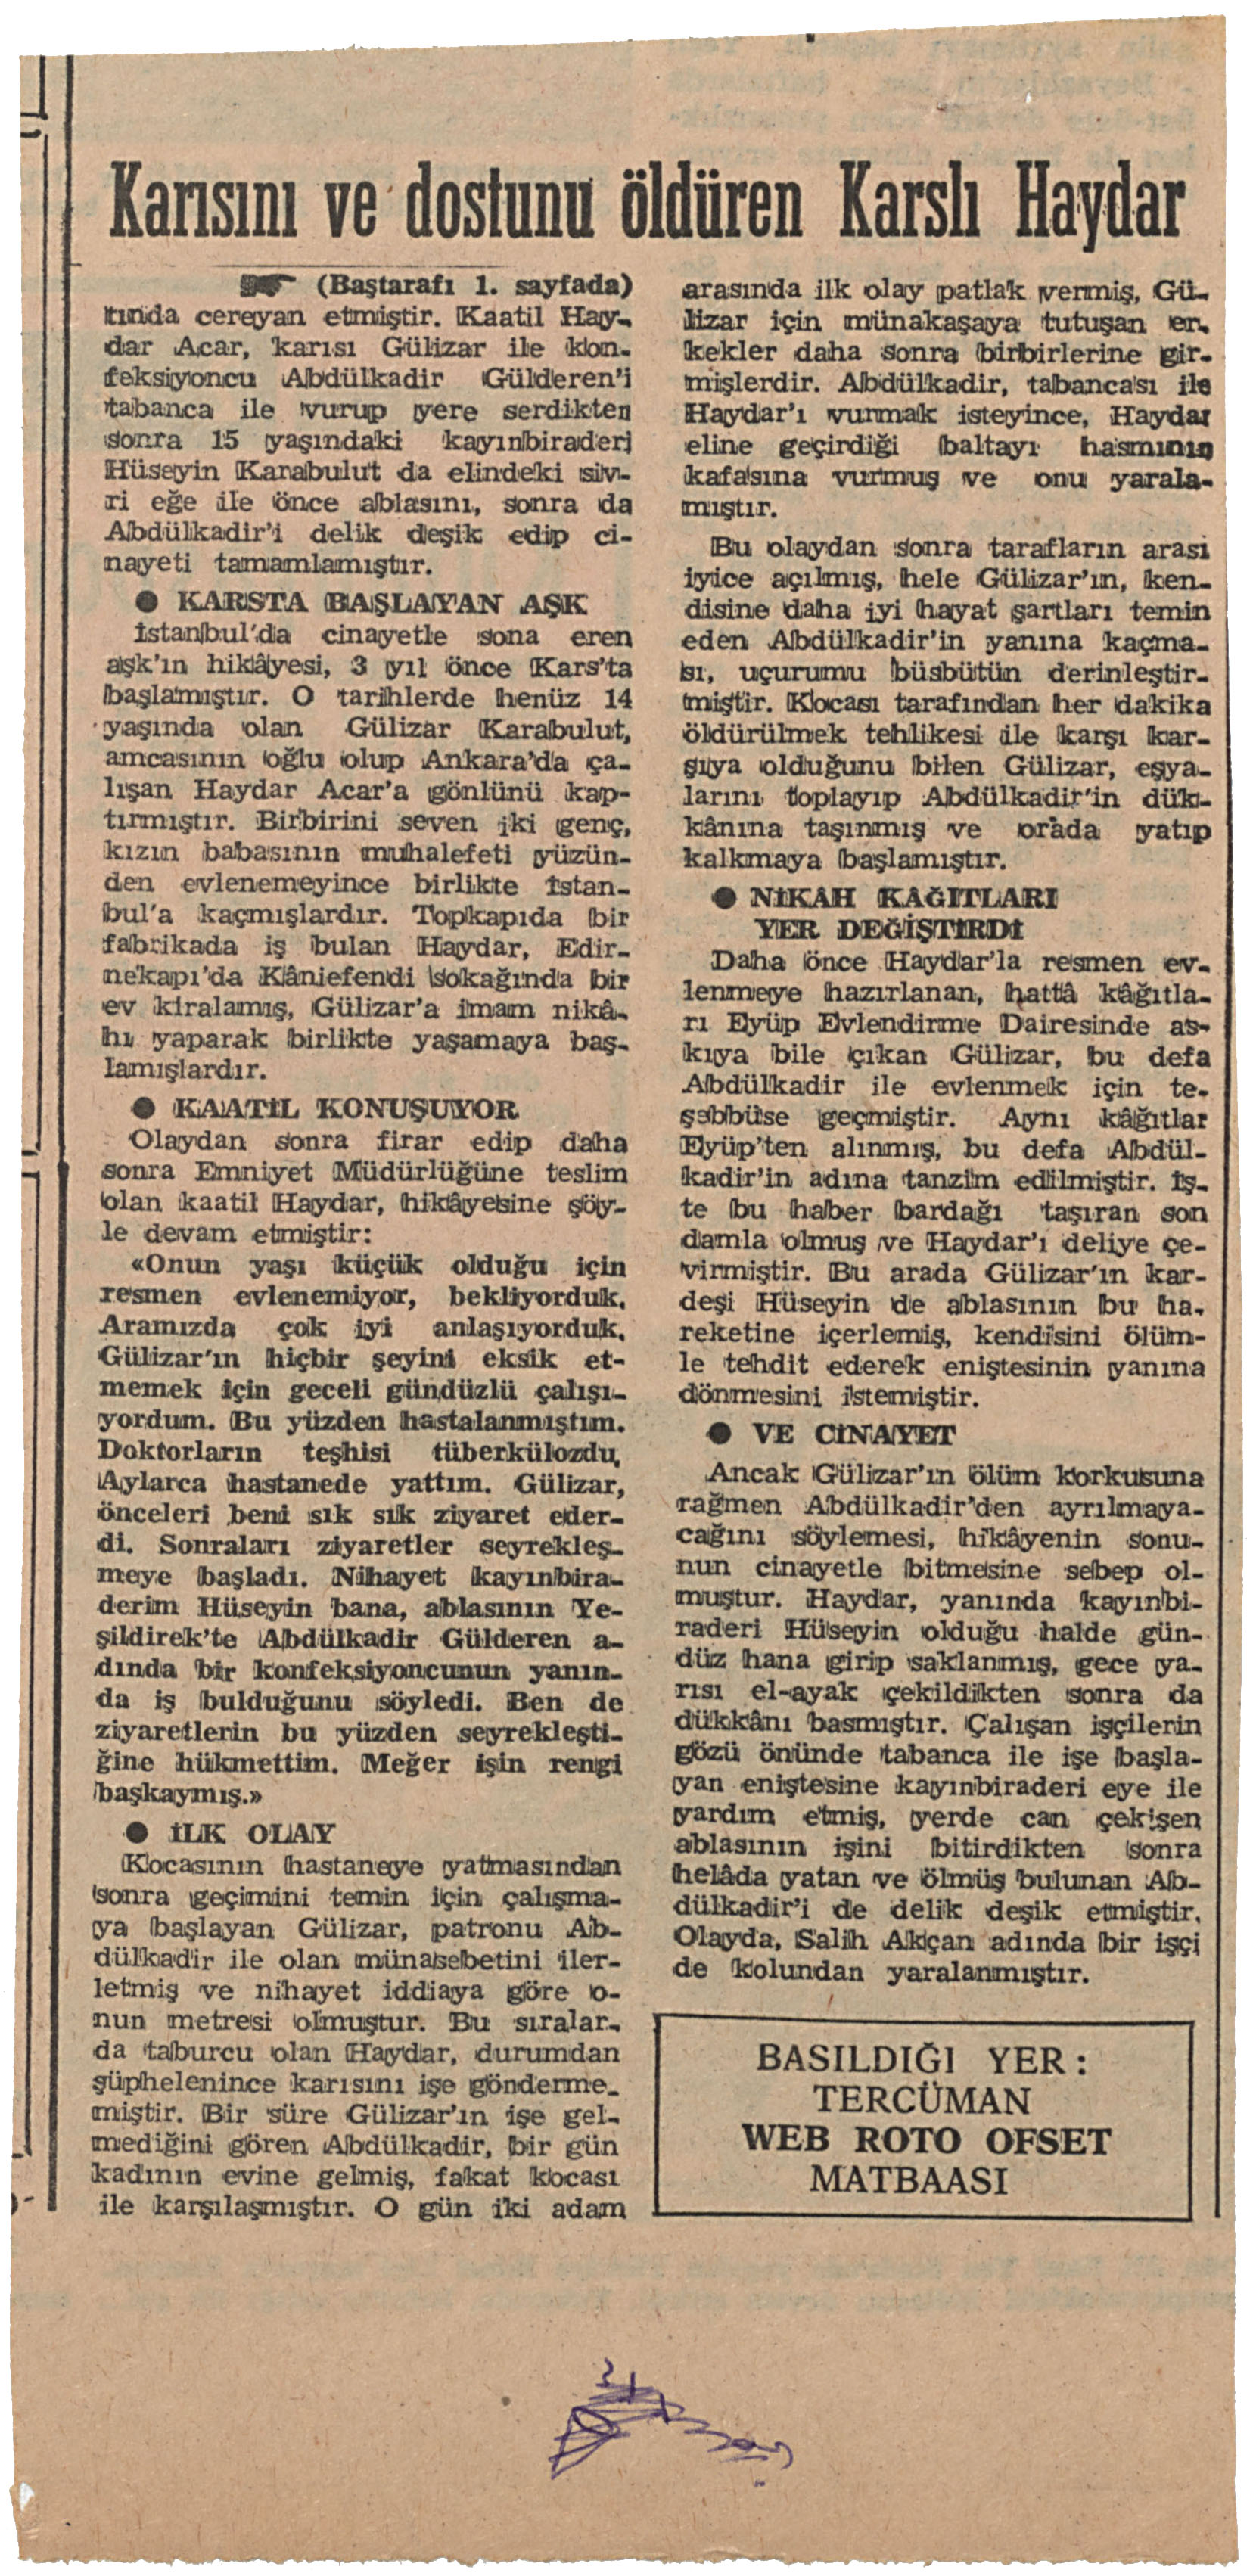 Karısını ve dostunu öldüren Karslı Haydar
(Baştarafı 1. sayfada)
tında cereyan etmiştir. Kaatil Hay-
dar Acar, karısı Gülizar ile kon-
feksiyoncu Abdülkadir Gülderen'i
tabanca ile vurup yere serdikten
sonra 15 yaşındaki kayınbiraderi
Hüseyin Karabulut da elindeki siv-
ri eğe ile önce ablasını, sonra da
Abdülkadir'i delik deşik edip ci-
nayeti tamamlamıştır.
● KARSTA BAŞLAYAN AŞK
İstanbul'da cinayetle sona eren
aşk'ın hikâyesi, 3 yıl önce Kars'ta
başlamıştır. O tarihlerde henüz 14
yaşında olan Gülizar Karabulut,
amcasının oğlu olup Ankara'da ça-
lışan Haydar Acar'a gönlünü kap-
tırmıştır. Birbirini seven iki genç,
kızın babasının muhalefeti yüzün-
den evlenemeyince birlikte İstan-
bul'a kaçmışlardır. Topkapıda bir
fabrikada iş bulan Haydar, Edir-
nekapı'da Kâniefendi sokağında bir
ev kiralamış, Gülizar'a imam nikâ-
hı yaparak birlikte yaşamaya baş-
lamışlardır.
● KAATİL KONUŞUYOR
Olaydan sonra firar edip daha
sonra Emniyet Müdürlüğüne teslim
olan kaatil Haydar, hikâyesine şöy-
le devam etmiştir:
«Onun yaşı küçük olduğu için
resmen evlenemiyor, bekliyorduk.
Aramızda çok iyi anlaşıyorduk.
Gülizar'ın hiçbir şeyini eksik et-
memek için geceli gündüzlü çalışı-
yordum. Bu yüzden hastalanmıştım.
Doktorların teşhisi tüberkülozdu.
Aylarca hastanede yattım. Gülizar,
önceleri beni sık sık ziyaret eder-
di. Sonraları ziyaretler seyrekleş-
meye başladı. Nihayet kayınbira-
derim Hüseyin bana, ablasının Ye-
şildirek'te Abdülkadir Gülderen a-
dında bir konfeksiyoncunun yanın-
da iş bulduğunu söyledi. Ben de
ziyaretlerin bu yüzden seyrekleşti-
ğine hükmettim. Meğer işin rengi
başkaymış.»
● İLK OLAY
Kocasının hastaneye yatmasından
sonra geçimini temin için çalışma-
ya başlayan Gülizar, patronu Ab-
dülkadir ile olan münasebetini iler-
letmiş ve nihayet iddiaya göre o-
nun metresi olmuştur. Bu sıralar-
da taburcu olan Haydar, durumdan
şüphelenince karısını işe gönderme-
miştir. Bir süre Gülizar'ın işe gel-
mediğini gören Abdülkadir, bir gün
kadının evine gelmiş, fakat kocası
ile karşılaşmıştır. O gün iki adam
arasında ilk olay patlak vermiş, Gü-
lizar için münakaşaya tutuşan er-
kekler daha sonra birbirlerine gir-
mişlerdir. Abdülkadir, tabancası ile
Haydar'ı vurmak isteyince, Haydar
eline geçirdiği baltayı hasmının
kafasına vurmuş ve onu yarala-
mıştır.
Bu olaydan sonra tarafların arasi
iyice açılmış, hele Gülizar'ın, ken-
disine daha iyi hayat şartları temin
eden Abdülkadir'in yanına kaçma-
sı, uçurumu büsbütün derinleştir-
miştir. Kocası tarafından her dakika
öldürülmek tehlikesi ile karşı kar-
şıya olduğunu bilen Gülizar, eşya-
larını toplayıp Abdülkadir'in dük-
kânına taşınmış ve orada yatıp
kalkmaya başlamıştır.
● NİKÂH KÂĞITLARI
YER DEĞİŞTİRDİ
Daha önce Haydar'la resmen ev-
lenmeye hazırlanan, hattâ kâğıtla-
rı Eyüp Evlendirme Dairesinde as-
kıya bile çıkan Gülizar, bu defa
Abdülkadir ile evlenmek için te-
şebbüse geçmiştir. Aynı kâğıtlar
Eyüp'ten alınmış, bu defa Abdül-
kadir'in adına tanzim edilmiştir. İş-
te bu haber bardağı taşıran son
damla olmuş ve Haydar'ı deliye çe-
virmiştir. Bu arada Gülizar'ın kar-
deşi Hüseyin de ablasının bu ha-
reketine içerlemiş, kendisini ölüm-
le tehdit ederek eniştesinin yanına
dönmesini istemiştir.
● VE CİNAYET
Ancak Gülizar'ın ölüm korkusuna
rağmen Abdülkadir'den ayrılmaya-
cağını söylemesi, hikâyenin sonu-
nun cinayetle bitmesine sebep ol-
muştur. Haydar, yanında kayınbi-
raderi Hüseyin olduğu halde gün-
düz hana girip saklanmış, gece ya-
rısı el-ayak çekildikten sonra da
dükkânı basmıştır. Çalışan işçilerin
gözü önünde tabanca ile işe başla-
yan eniştesine kayınbiraderi eye ile
yardım etmiş, yerde can çekişen
ablasının işini bitirdikten sonra
helâda yatan ve ölmüş bulunan Ab-
dülkadir'i de delik deşik etmiştir.
Olayda, Salih Akçan adında bir işçi
de kolundan yaralanmıştır.
BASILDIĞI YER:
TERCÜMAN
WEB ROTO OFSET
MATBAASI